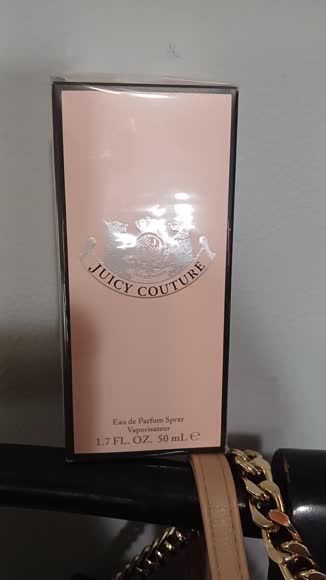 JUICY COUTURE
Eau de Parfum Spray
Vaporisateur
1.7 FL. OZ. 50 mL ℮